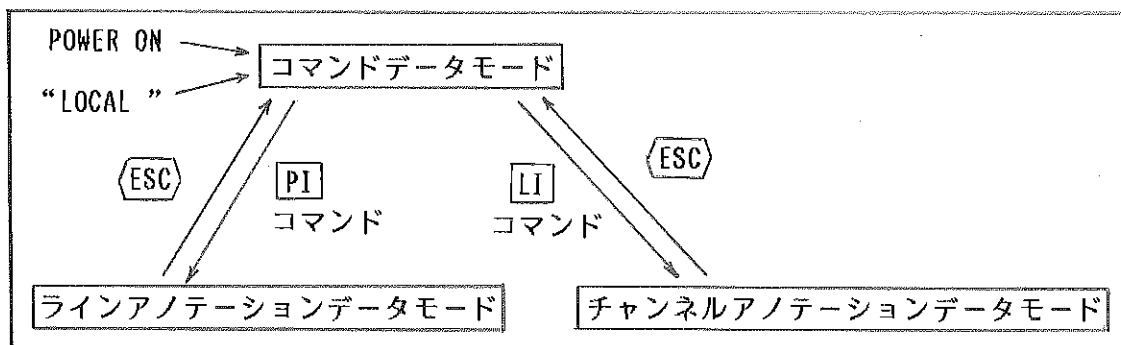 POWER ON
コマンドデータモード
“LOCAL ”
ESC
PI
コマンド
LI
コマンド
ESC
ラインアノテーションデータモード
チャンネルアノテーションデータモード